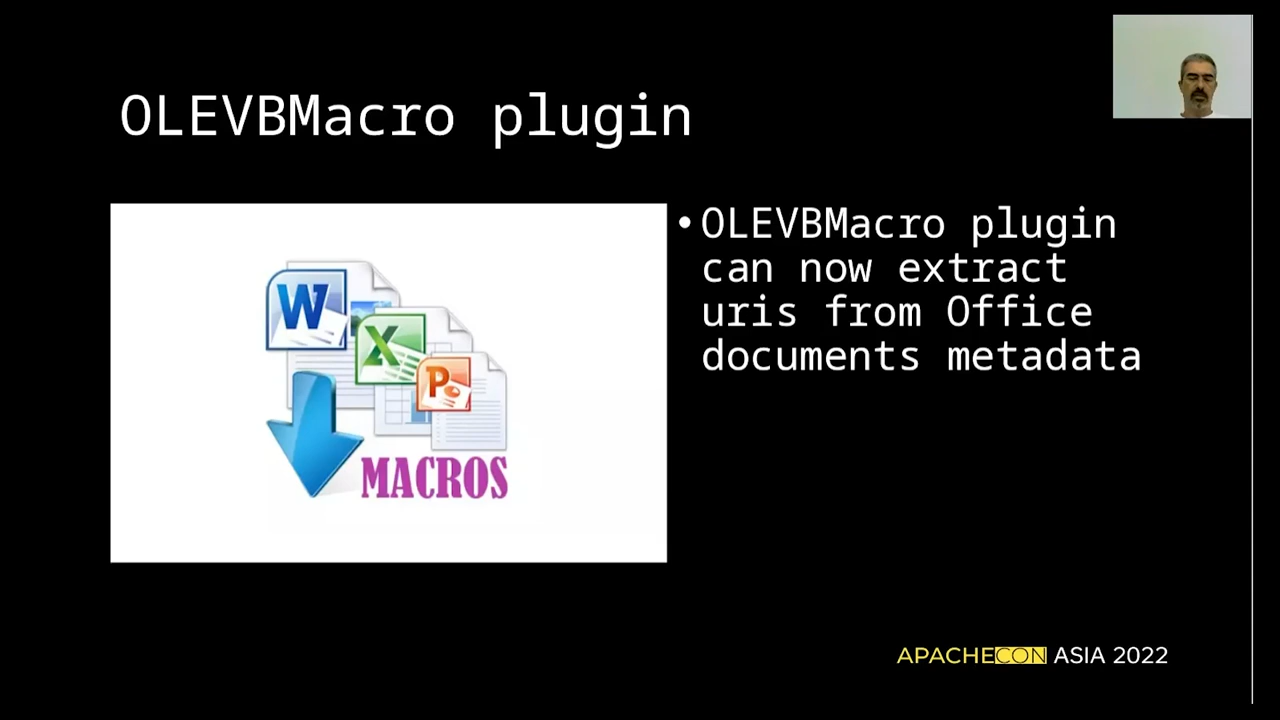 OLEVBMacro plugin
• OLEVBMacro plugin
can now extract
uris from Office
documents metadata
W
X
P
MACROS
APACHECON ASIA 2022